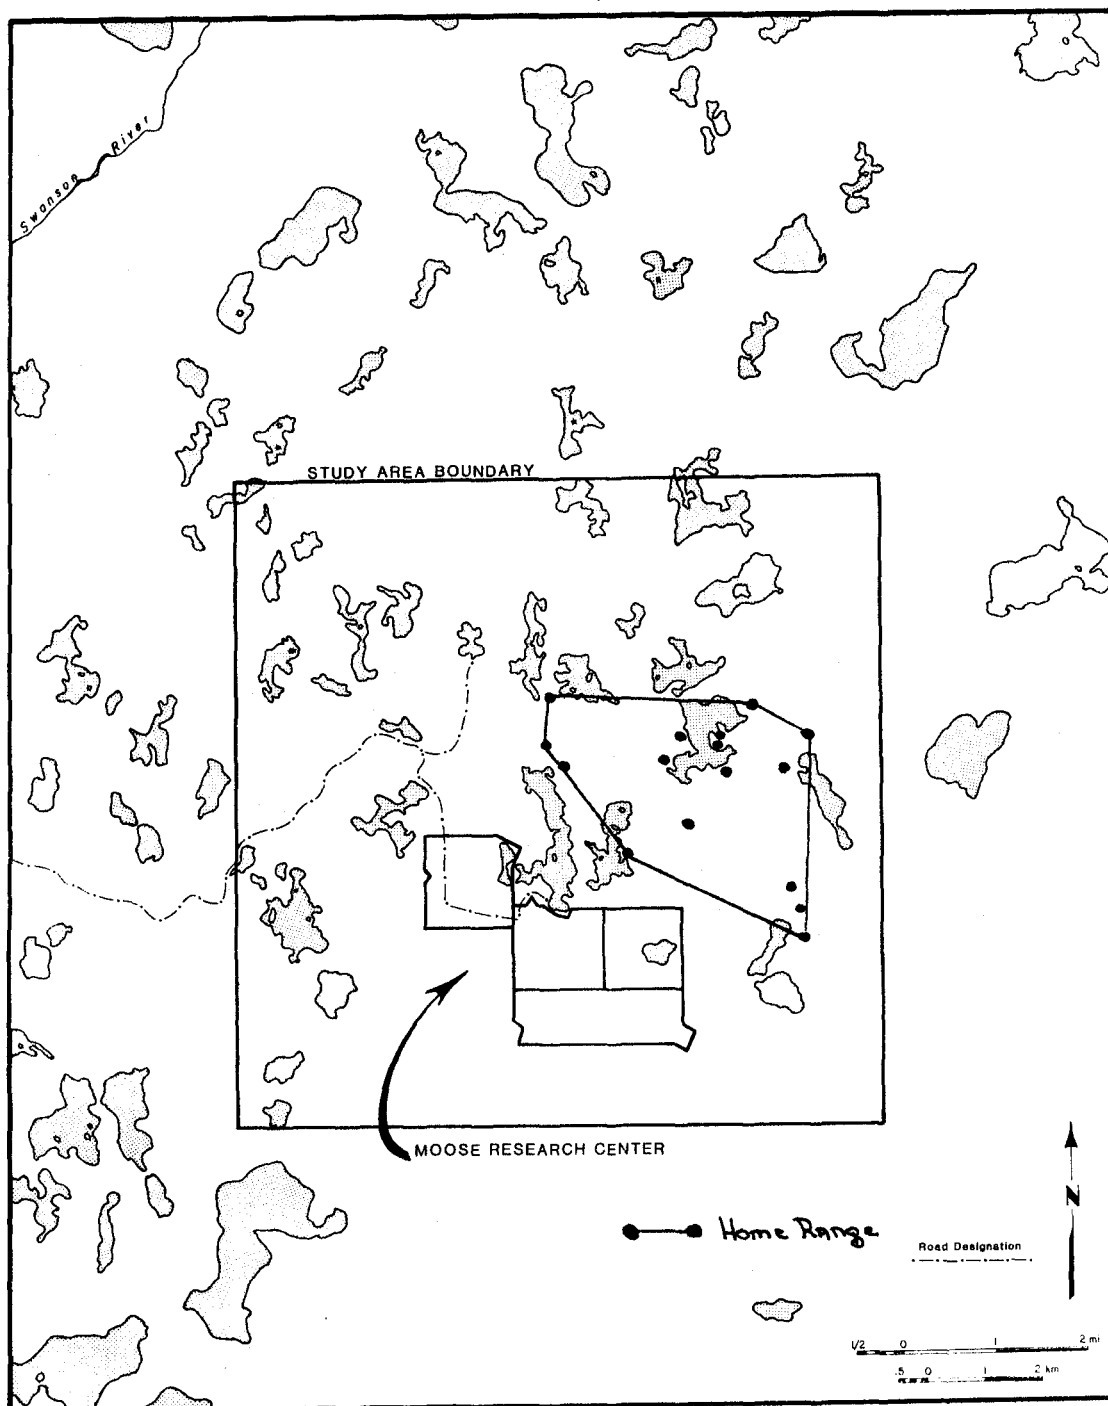 Swanson River
STUDY AREA BOUNDARY
MOOSE RESEARCH CENTER
N
Home Range
Road Designation
1/2 0 1 2 mi
.5 0 1 2 km